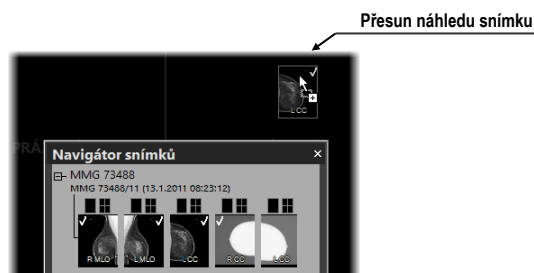 Přesun náhledu snímku
L CC
PRÁ
Navigátor snímků
MMG 73488
MMG 73488/11 (13.1.2011 08:23:12)
R MLO L MLO L CC R CC L CC